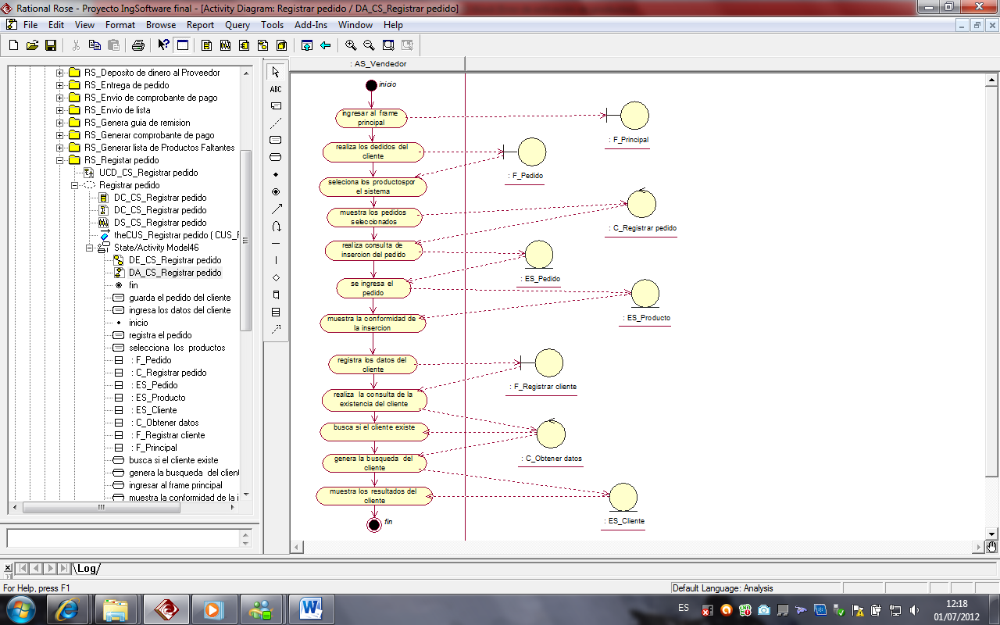 Rational Rose - Proyecto IngSoftware final - [Activity Diagram: Registrar pedido / DA_CS_Registrar pedido]
File Edit View Format Browse Report Query Tools Add-Ins Window Help
RS_Deposito de dinero al Proveedor
RS_Entrega de pedido
RS_Envio de comprobante de pago
RS_Envio de lista
RS_Genera guia de remision
RS_Generar comprobante de pago
RS_Generar lista de Productos Faltantes
RS_Registar pedido
UCD_CS_Registrar pedido
Registrar pedido
DC_CS_Registrar pedido
DC_CS_Registrar pedido
DS_CS_Registrar pedido
theCUS_Registrar pedido ( CUS_F
State/Activity Model46
DE_CS_Registrar pedido
DA_CS_Registrar pedido
fin
guarda el pedido del cliente
ingresa los datos del cliente
inicio
registra el pedido
selecciona los productos
: F_Pedido
: C_Registrar pedido
: ES_Pedido
: ES_Producto
: ES_Cliente
: C_Obtener datos
: F_Registrar cliente
: F_Principal
busca si el cliente existe
genera la busqueda del client
ingresar al frame principal
muestra la conformidad de la i
ABC
: AS_Vendedor
inicio
ingresar al frame
principal
: F_Principal
realiza los dedidos del
cliente
: F_Pedido
seleciona los productospor
el sistema
muestra los pedidos
seleccionados
: C_Registrar pedido
realiza consulta de
insercion del pedido
: ES_Pedido
se ingresa el
pedido
: ES_Producto
muestra la conformidad de
la insercion
registra los datos del
cliente
: F_Registrar cliente
realiza la consulta de la
existencia del cliente
busca si el cliente existe
: C_Obtener datos
genera la busqueda del
cliente
muestra los resultados del
cliente
: ES_Cliente
fin
Log
For Help, press F1
Default Language: Analysis
ES
12:18
01/07/2012